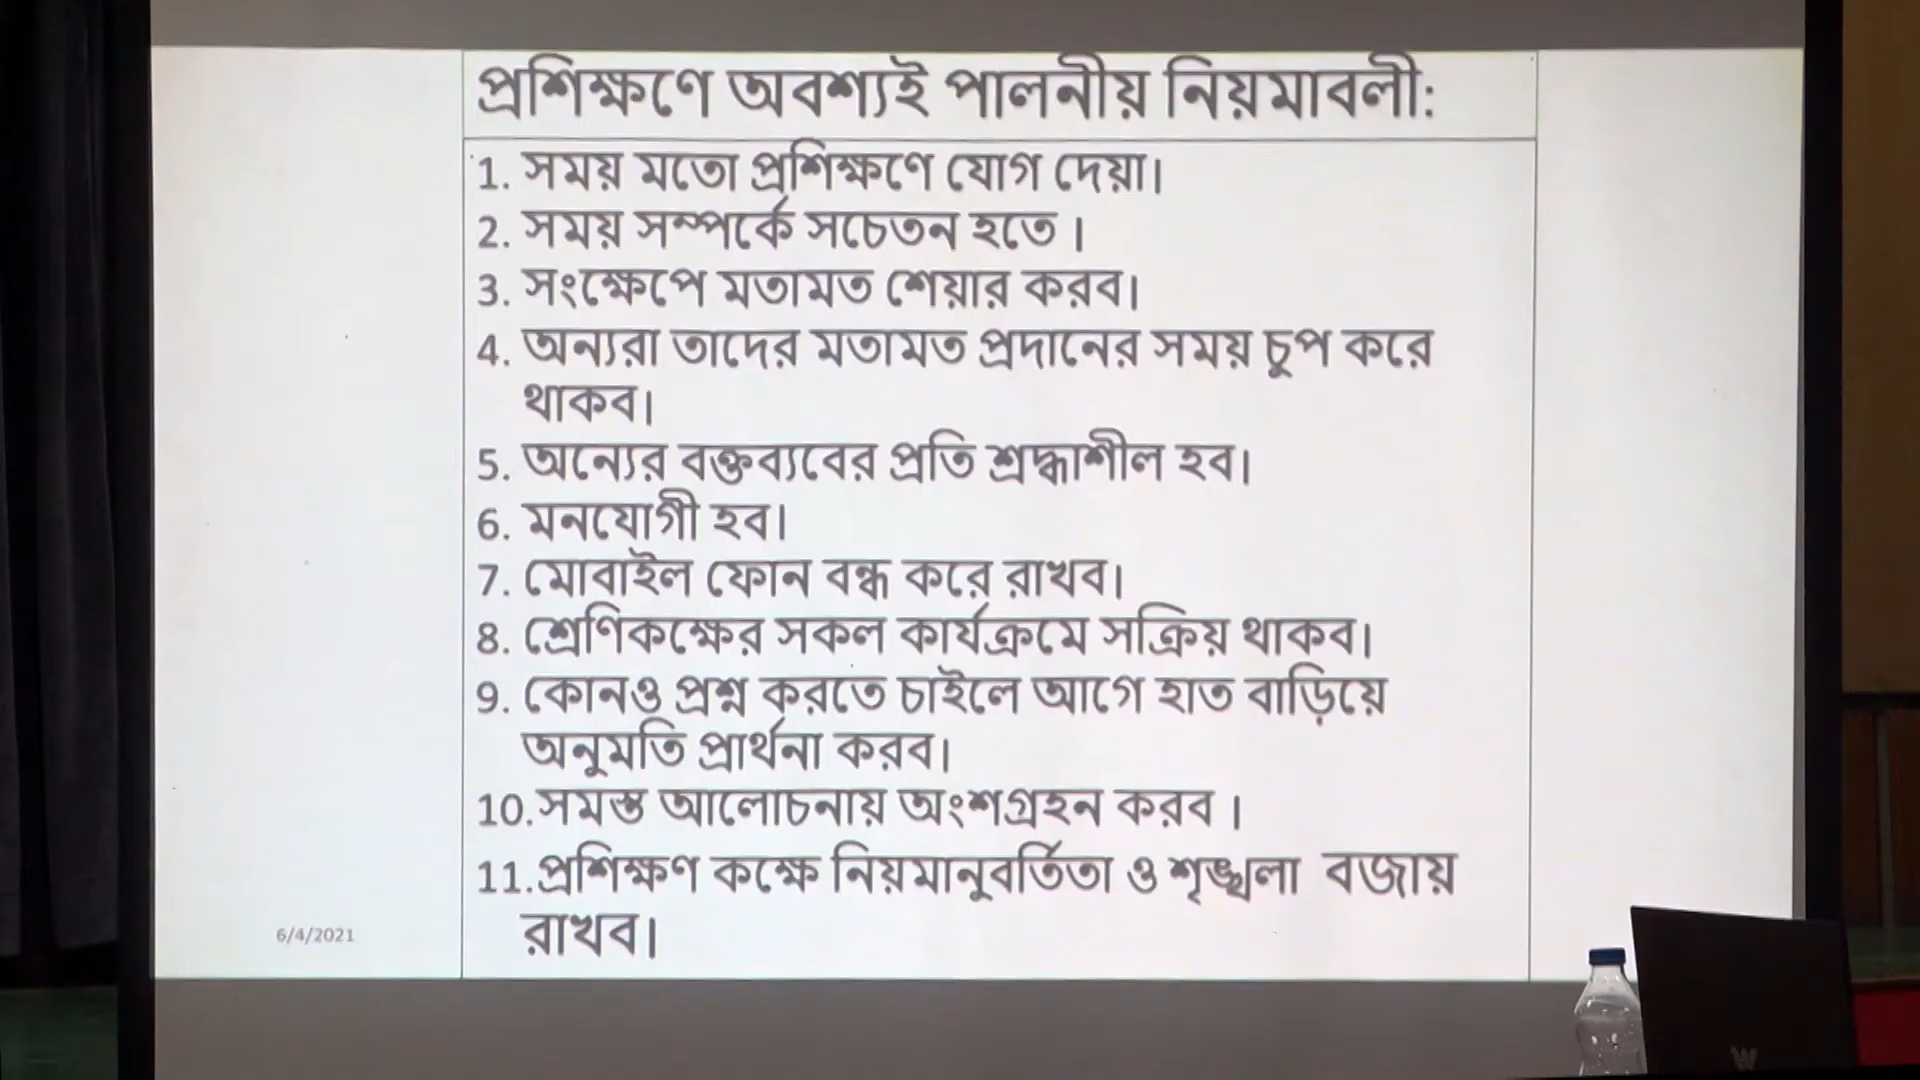 প্রশিক্ষণে অবশ্যই পালনীয় নিয়মাবলী:
1. সময় মতো প্রশিক্ষণে যোগ দেয়া।
2. সময় সম্পর্কে সচেতন হতে ।
3. সংক্ষেপে মতামত শেয়ার করব।
4. অন্যরা তাদের মতামত প্রদানের সময় চুপ করে
থাকব।
5. অন্যের বক্তব্যবের প্রতি শ্রদ্ধাশীল হব।
6. মনযোগী হব।
7. মোবাইল ফোন বন্ধ করে রাখব।
8. শ্রেণিকক্ষের সকল কার্যক্রমে সক্রিয় থাকব।
9. কোনও প্রশ্ন করতে চাইলে আগে হাত বাড়িয়ে
অনুমতি প্রার্থনা করব।
10.সমস্ত আলোচনায় অংশগ্রহন করব ।
11.প্রশিক্ষণ কক্ষে নিয়মানুবর্তিতা ও শৃঙ্খলা বজায়
রাখব।
6/4/2021